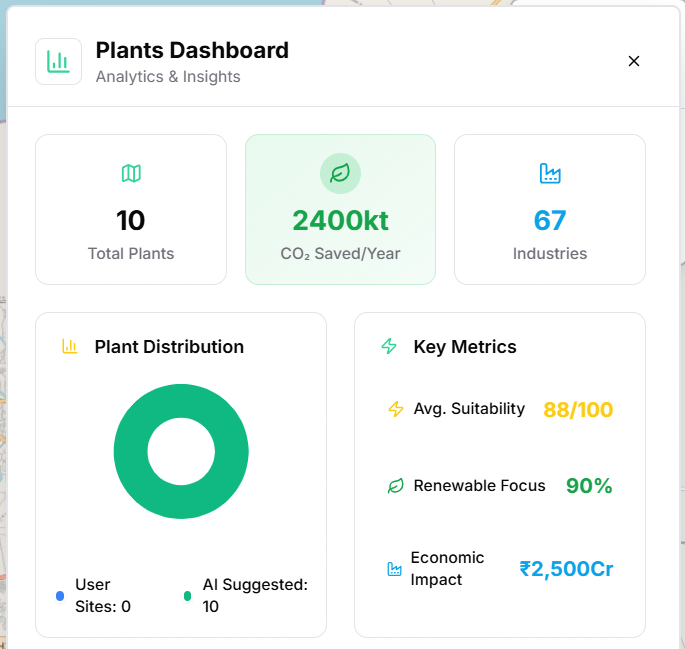 Plants Dashboard
Analytics & Insights
10
Total Plants
2400kt
CO₂ Saved/Year
67
Industries
Plant Distribution
User
Sites: 0
AI Suggested:
10
Key Metrics
Avg. Suitability 88/100
Renewable Focus 90%
Economic
Impact
₹2,500Cr